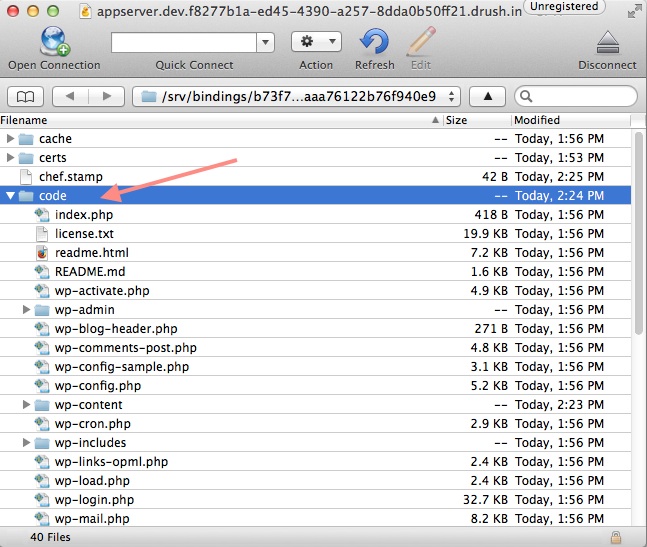 appserver.dev.f8277b1a-ed45-4390-a257-8dda0b50ff21.drush.in
Unregistered
Open Connection Quick Connect Action Refresh Edit Disconnect
/srv/bindings/b73f7...aaa76122b76f940e9
Filename Size Modified
cache -- Today, 1:56 PM
certs -- Today, 1:53 PM
chef.stamp 42 B Today, 2:25 PM
code -- Today, 2:24 PM
index.php 418 B Today, 1:56 PM
license.txt 19.9 KB Today, 1:56 PM
readme.html 7.2 KB Today, 1:56 PM
README.md 1.6 KB Today, 1:56 PM
wp-activate.php 4.9 KB Today, 1:56 PM
wp-admin -- Today, 1:56 PM
wp-blog-header.php 271 B Today, 1:56 PM
wp-comments-post.php 4.8 KB Today, 1:56 PM
wp-config-sample.php 3.1 KB Today, 1:56 PM
wp-config.php 5.2 KB Today, 1:56 PM
wp-content -- Today, 2:23 PM
wp-cron.php 2.9 KB Today, 1:56 PM
wp-includes -- Today, 1:56 PM
wp-links-opml.php 2.4 KB Today, 1:56 PM
wp-load.php 2.4 KB Today, 1:56 PM
wp-login.php 32.7 KB Today, 1:56 PM
wp-mail.php 8.2 KB Today, 1:56 PM
40 Files